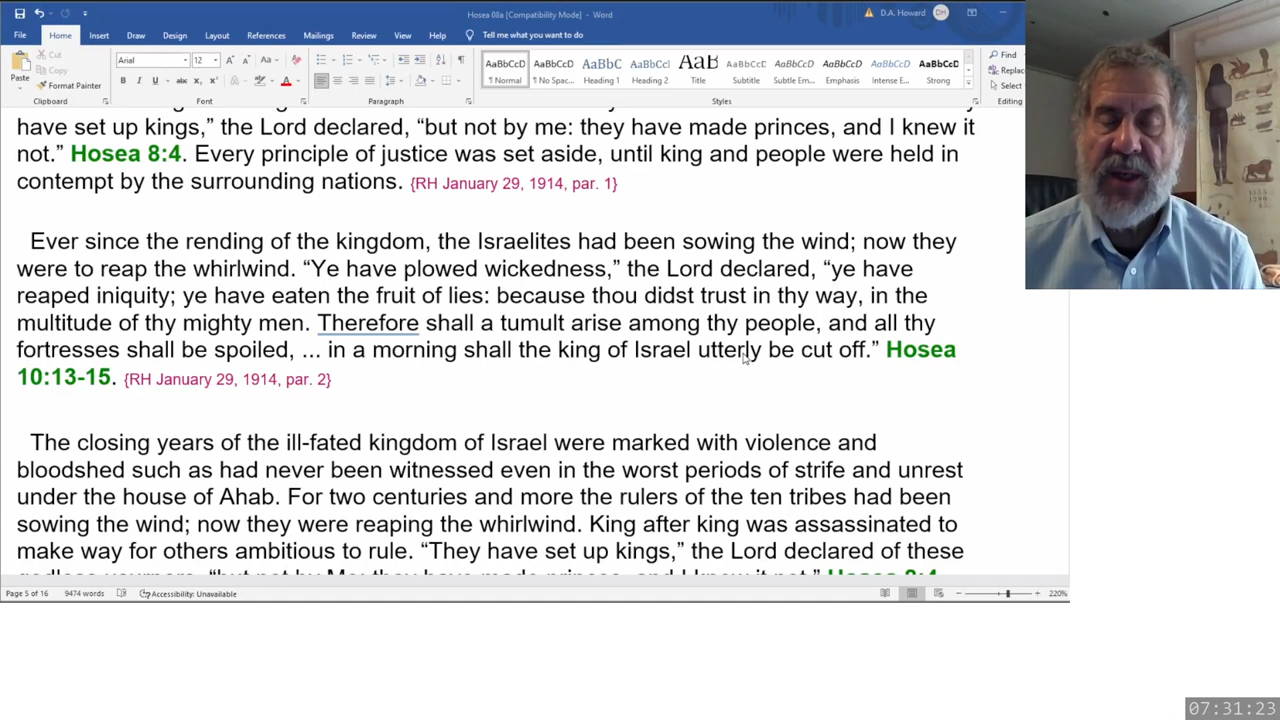 Hosea 08a [Compatibility Mode] - Word
D.A. Howard
DH
File Home Insert Draw Design Layout References Mailings Review View Help Tell me what you want to do
Paste
Cut
Copy
Format Painter
Clipboard
Arial 12
Font
Paragraph
AaBbCcD AaBbCcD AaBbC AaBbCcI AaB AaBbCcD AaBbCcD AaBbCcD AaBbCcD AaBbCcD
¶ Normal ¶ No Spac... Heading 1 Heading 2 Title Subtitle Subtle Em... Emphasis Intense E... Strong
Styles
Find
Replac
Select
Editing
have set up kings,” the Lord declared, “but not by me: they have made princes, and I knew it
not.” Hosea 8:4. Every principle of justice was set aside, until king and people were held in
contempt by the surrounding nations. {RH January 29, 1914, par. 1}
Ever since the rending of the kingdom, the Israelites had been sowing the wind; now they
were to reap the whirlwind. “Ye have plowed wickedness,” the Lord declared, “ye have
reaped iniquity; ye have eaten the fruit of lies: because thou didst trust in thy way, in the
multitude of thy mighty men. Therefore shall a tumult arise among thy people, and all thy
fortresses shall be spoiled, ... in a morning shall the king of Israel utterly be cut off.” Hosea
10:13-15. {RH January 29, 1914, par. 2}
The closing years of the ill-fated kingdom of Israel were marked with violence and
bloodshed such as had never been witnessed even in the worst periods of strife and unrest
under the house of Ahab. For two centuries and more the rulers of the ten tribes had been
sowing the wind; now they were reaping the whirlwind. King after king was assassinated to
make way for others ambitious to rule. “They have set up kings,” the Lord declared of these
Page 5 of 16 9474 words Accessibility: Unavailable 220%
07:31:23